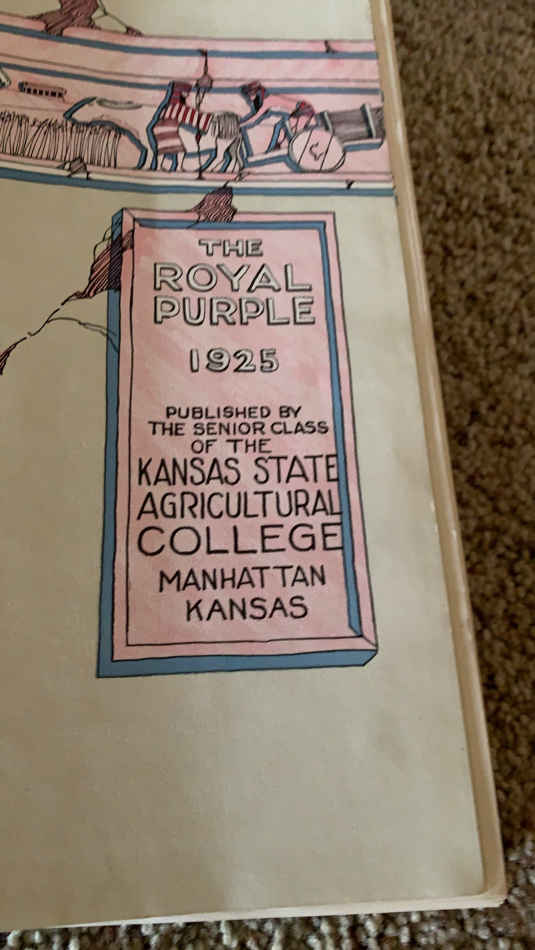 THE
ROYAL
PURPLE
1925
PUBLISHED BY
THE SENIOR CLASS
OF THE
KANSAS STATE
AGRICULTURAL
COLLEGE
MANHATTAN
KANSAS